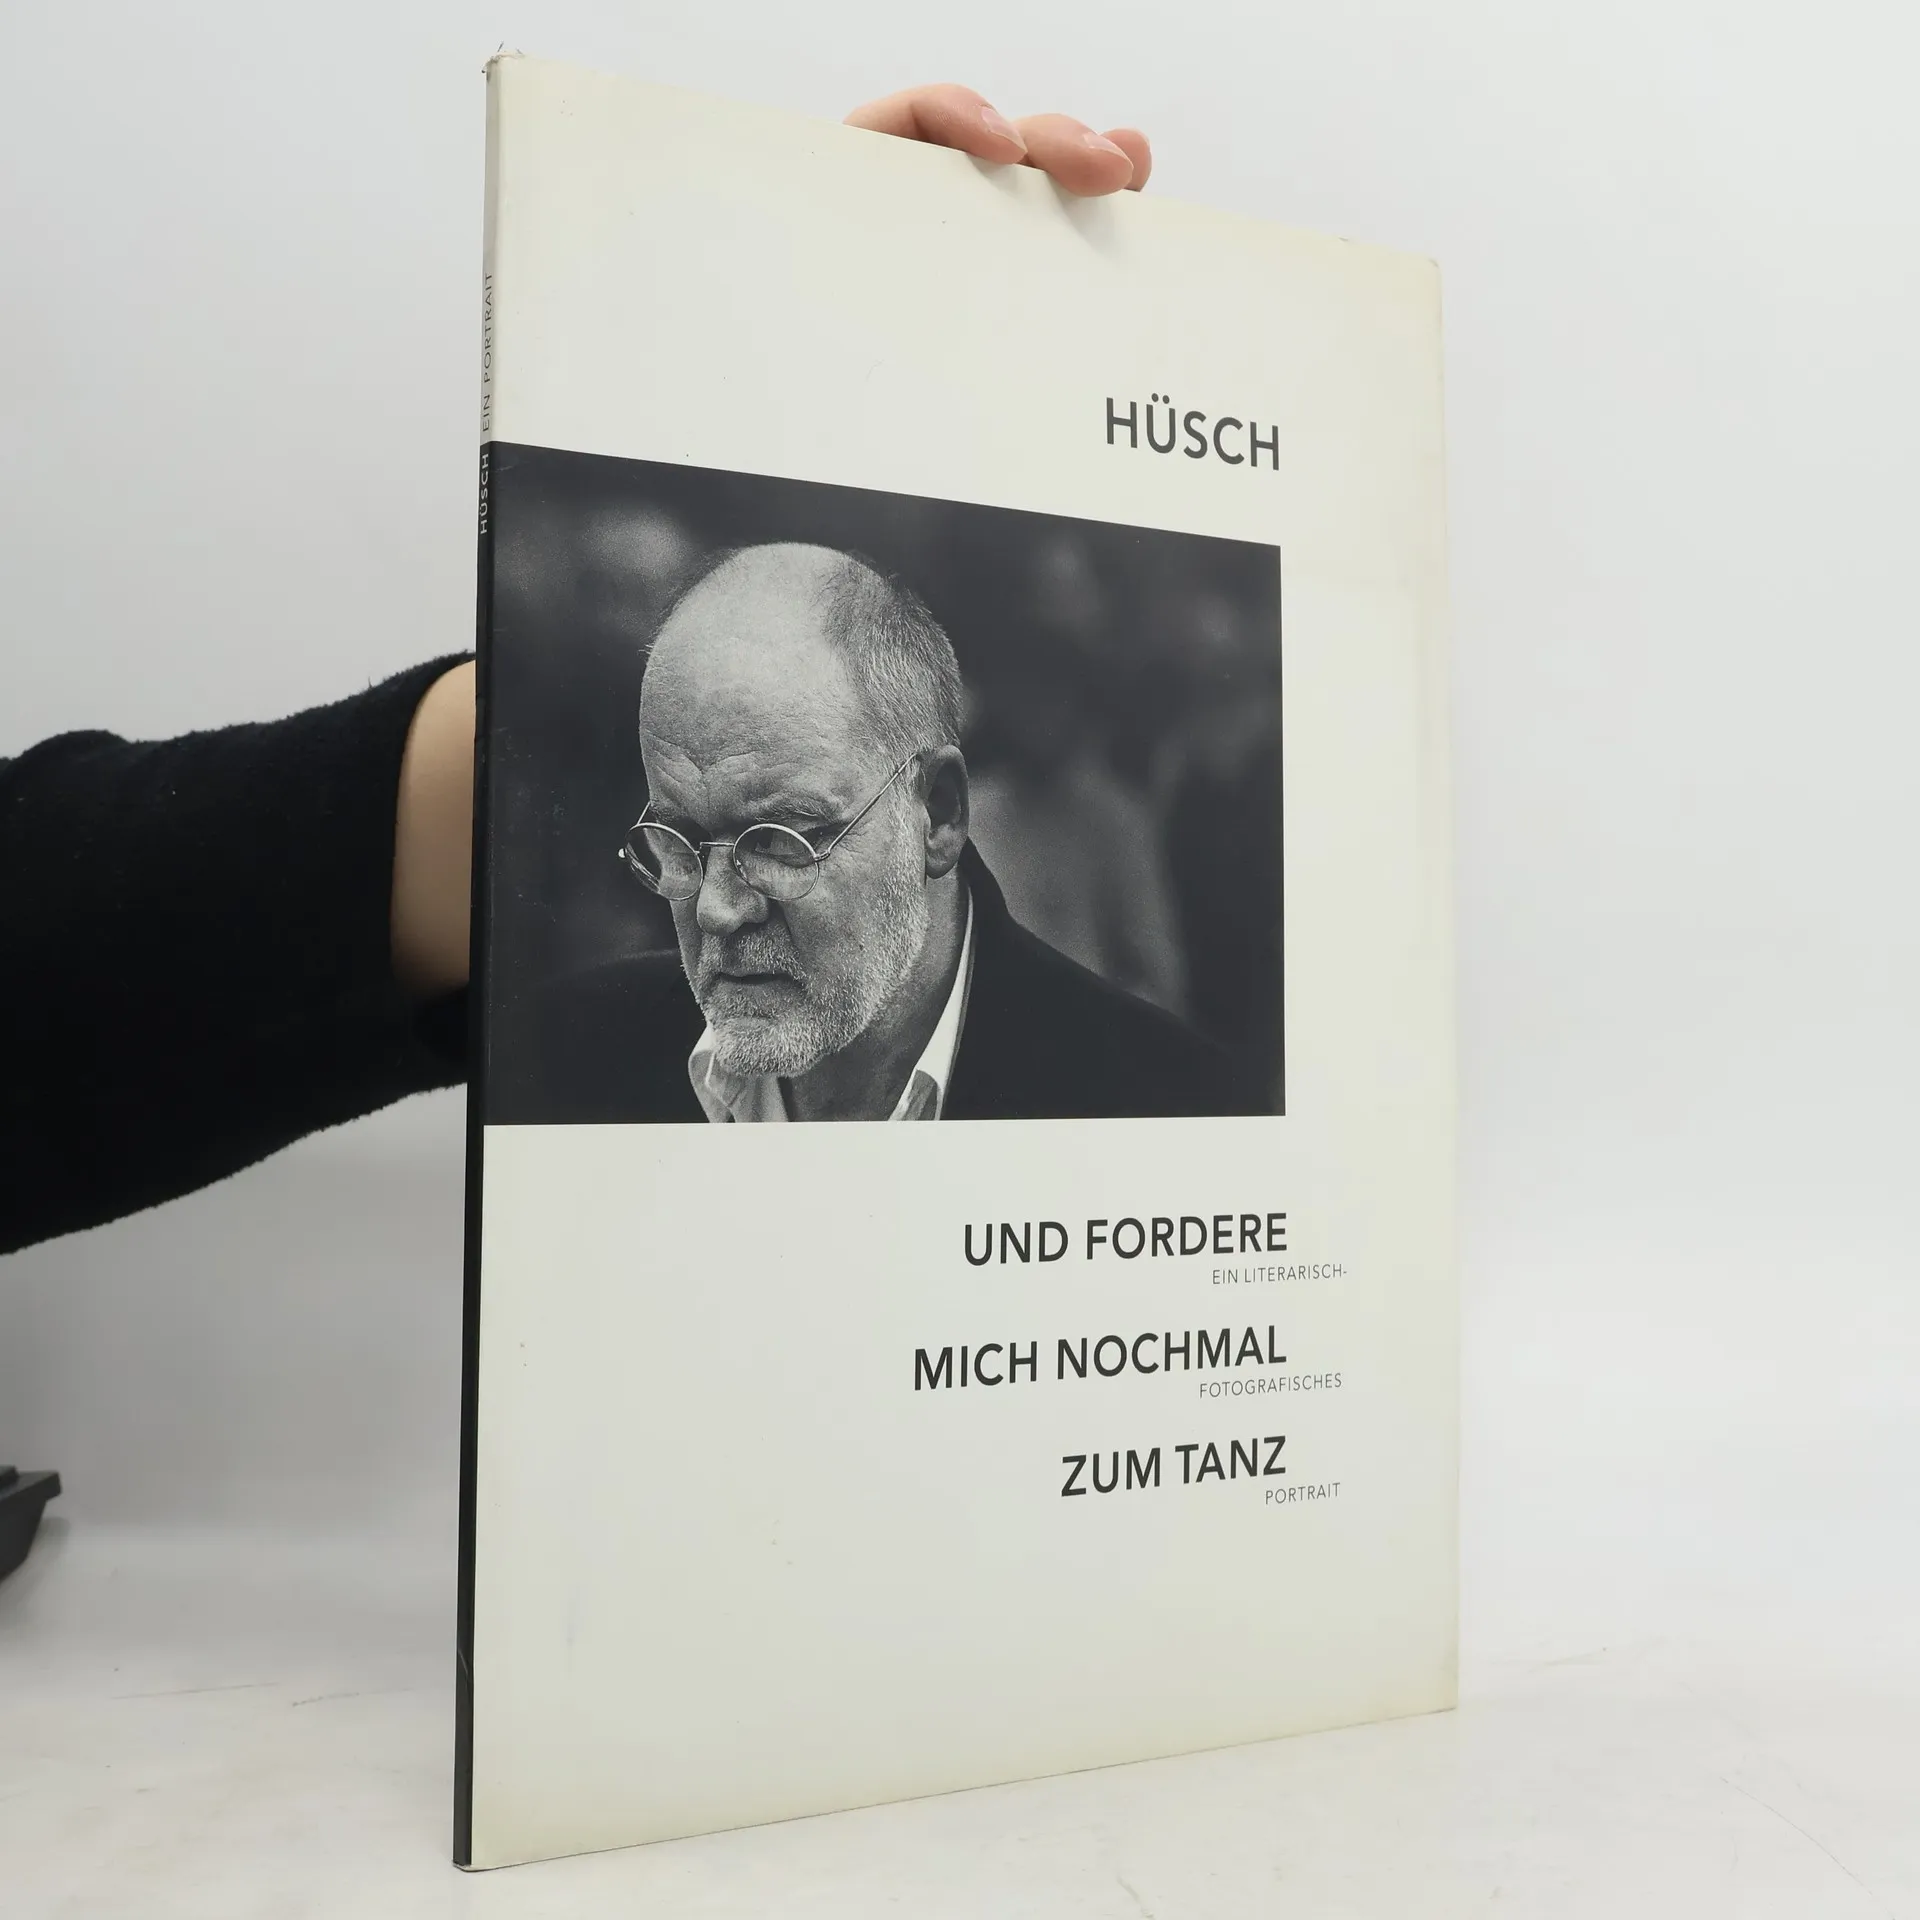 HÜSCH EIN PORTRAIT
HÜSCH
UND FORDERE
EIN LITERARISCH-
MICH NOCHMAL
FOTOGRAFISCHES
ZUM TANZ
PORTRAIT